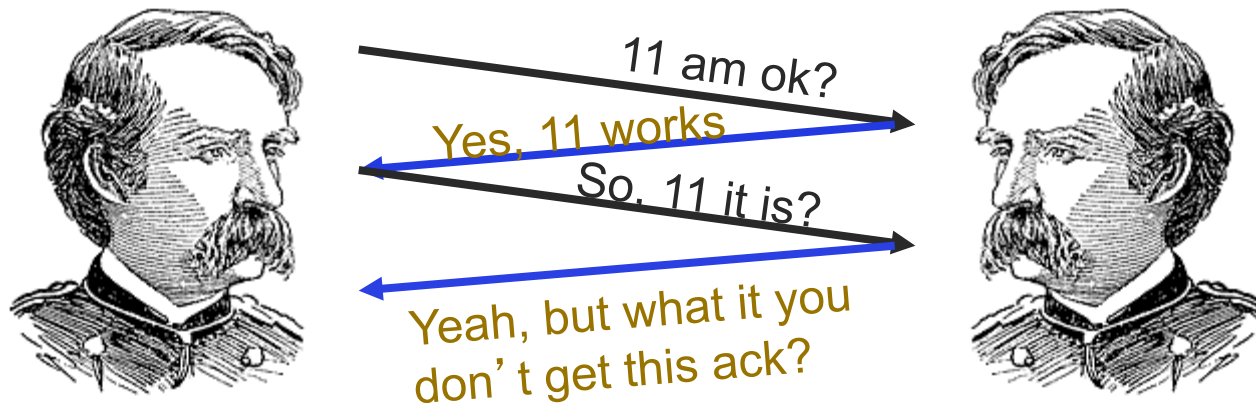 11 am ok?
Yes, 11 works
So, 11 it is?
Yeah, but what it you
don’t get this ack?